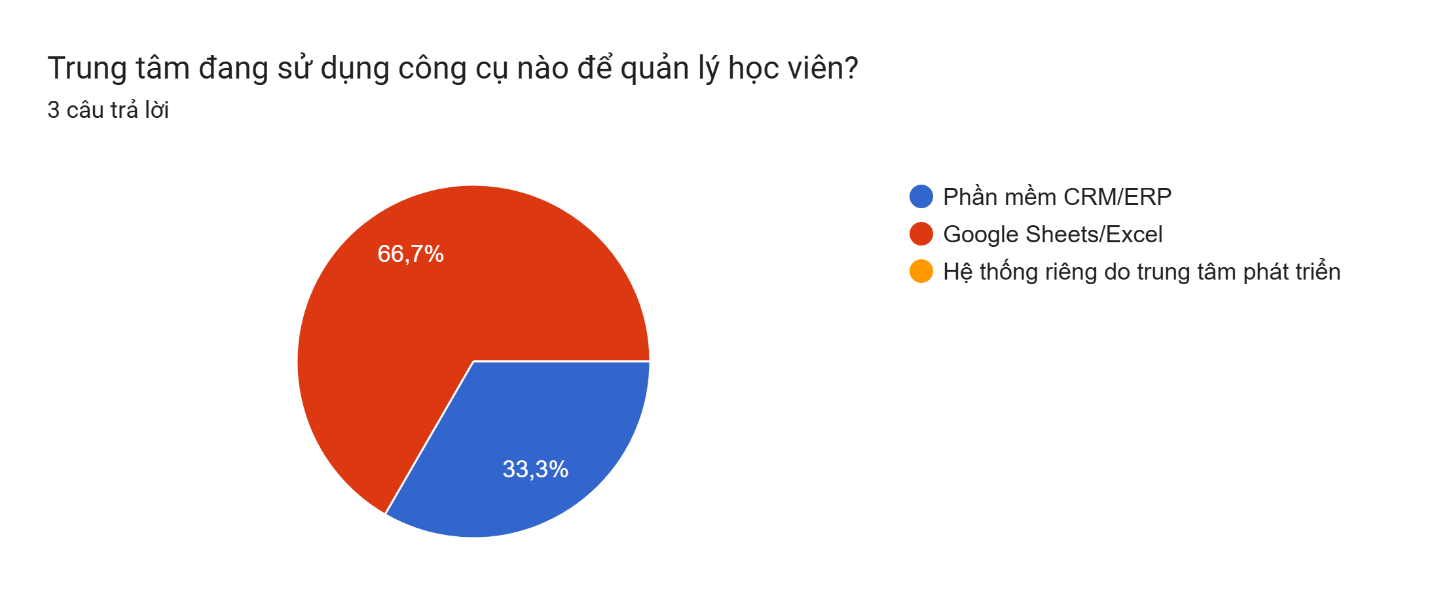 Trung tâm đang sử dụng công cụ nào để quản lý học viên?
3 câu trả lời
66,7%
33,3%
Phần mềm CRM/ERP
Google Sheets/Excel
Hệ thống riêng do trung tâm phát triển